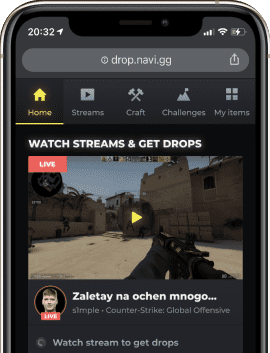 20:32
drop.navi.gg
Home
Streams
Craft
Challenges
My items
WATCH STREAMS & GET DROPS
LIVE
Zaletay na ochen mnogo...
LIVE
s1mple • Counter-Strike: Global Offensive
Watch stream to get drops